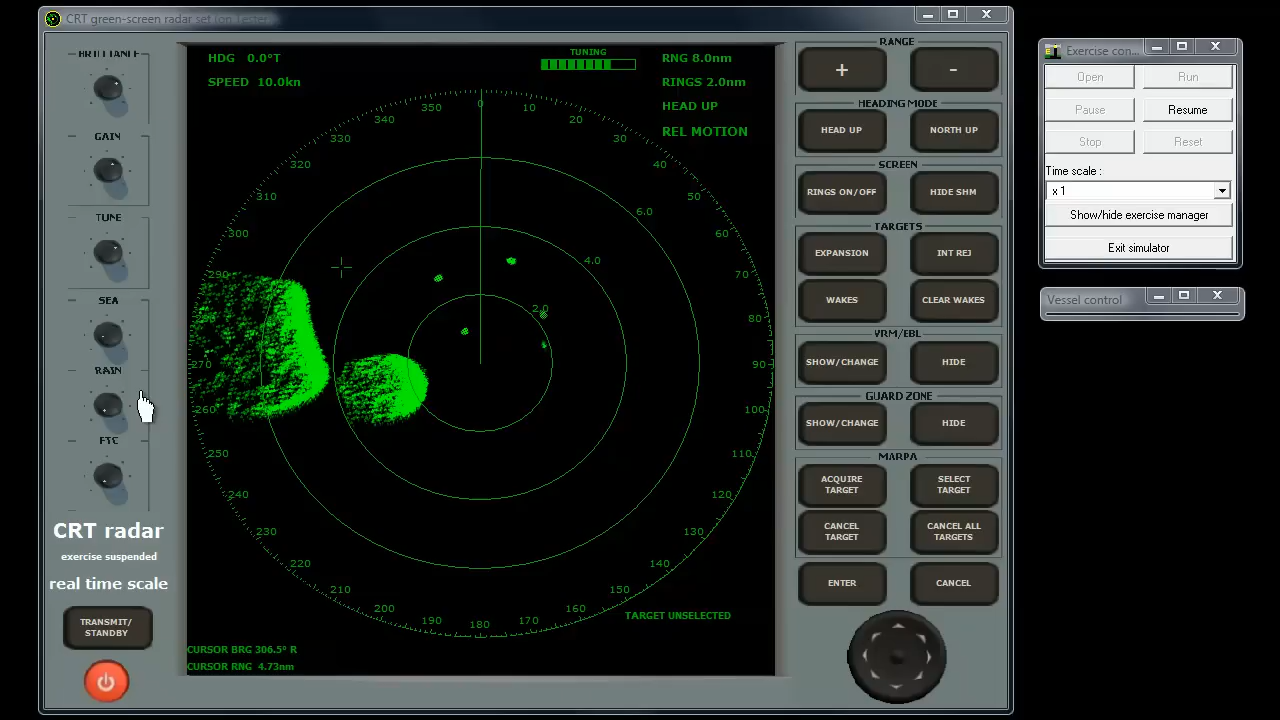 CRT green-screen radar set (on Tester)
BRILLIANCE
GAIN
TUNE
SEA
RAIN
FTC
CRT radar
exercise suspended
real time scale
TRANSMIT/
STANDBY
HDG 0.0°T
SPEED 10.0kn
TUNING
RNG 8.0nm
RINGS 2.0nm
HEAD UP
REL MOTION
0
10
20
30
40
50
60
70
80
90
100
110
120
130
140
150
160
170
180
190
200
210
220
230
240
250
260
270
280
290
300
310
320
330
340
350
6.0
4.0
2.0
TARGET UNSELECTED
CURSOR BRG 306.5º R
CURSOR RNG 4.73nm
RANGE
+
-
HEADING MODE
HEAD UP
NORTH UP
SCREEN
RINGS ON/OFF
HIDE SHM
TARGETS
EXPANSION
INT REJ
WAKES
CLEAR WAKES
VRM/EBL
SHOW/CHANGE
HIDE
GUARD ZONE
SHOW/CHANGE
HIDE
MARPA
ACQUIRE
TARGET
SELECT
TARGET
CANCEL
TARGET
CANCEL ALL
TARGETS
ENTER
CANCEL
Exercise con...
Open
Run
Pause
Resume
Stop
Reset
Time scale :
x 1
Show/hide exercise manager
Exit simulator
Vessel control